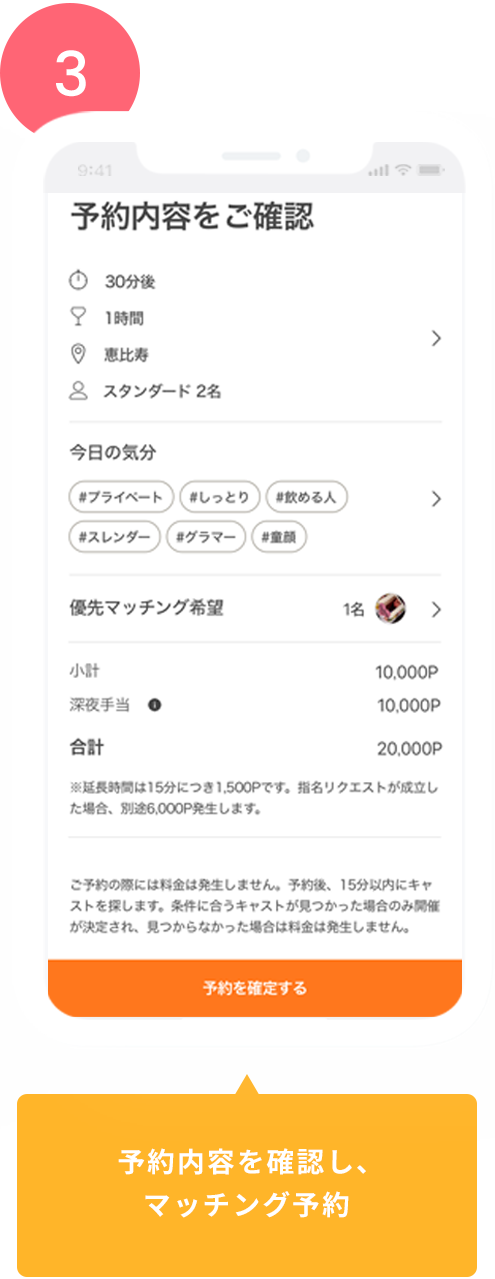 3
9:41
予約内容をご確認
30分後
1時間
恵比寿
スタンダード 2名
今日の気分
#プライベート #しっとり #飲める人
#スレンダー #グラマー #童顔
優先マッチング希望 1名
小計 10,000P
深夜手当 10,000P
合計 20,000P
※延長時間は15分につき1,500Pです。指名リクエストが成立し
た場合、別途6,000P発生します。
ご予約の際には料金は発生しません。予約後、15分以内にキャ
ストを探します。条件に合うキャストが見つかった場合のみ開催
が決定され、見つからなかった場合は料金は発生しません。
予約を確定する
予約内容を確認し、
マッチング予約